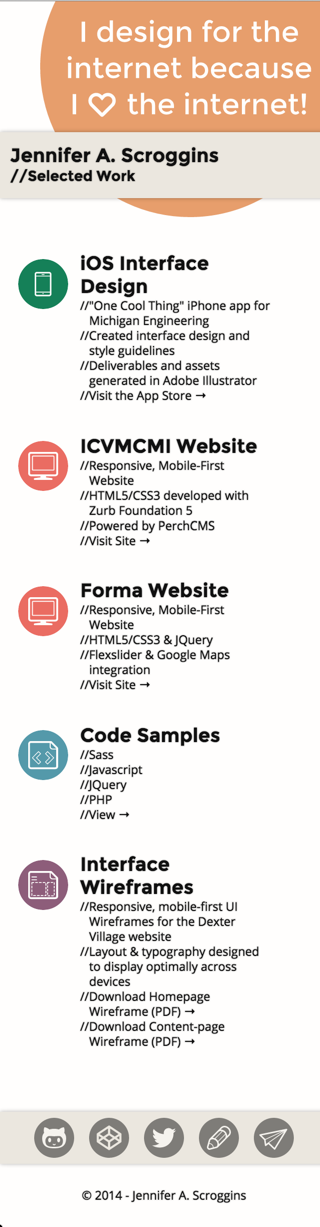 I design for the
internet because
I ♡ the internet!
Jennifer A. Scroggins
//Selected Work
iOS Interface
Design
//"One Cool Thing" iPhone app for
Michigan Engineering
//Created interface design and
style guidelines
//Deliverables and assets
generated in Adobe Illustrator
//Visit the App Store →
ICVMCMI Website
//Responsive, Mobile-First
Website
//HTML5/CSS3 developed with
Zurb Foundation 5
//Powered by PerchCMS
//Visit Site →
Forma Website
//Responsive, Mobile-First
Website
//HTML5/CSS3 & JQuery
//Flexslider & Google Maps
integration
//Visit Site →
Code Samples
//Sass
//Javascript
//JQuery
//PHP
//View →
Interface
Wireframes
//Responsive, mobile-first UI
Wireframes for the Dexter
Village website
//Layout & typography designed
to display optimally across
devices
//Download Homepage
Wireframe (PDF) →
//Download Content-page
Wireframe (PDF) →
© 2014 - Jennifer A. Scroggins